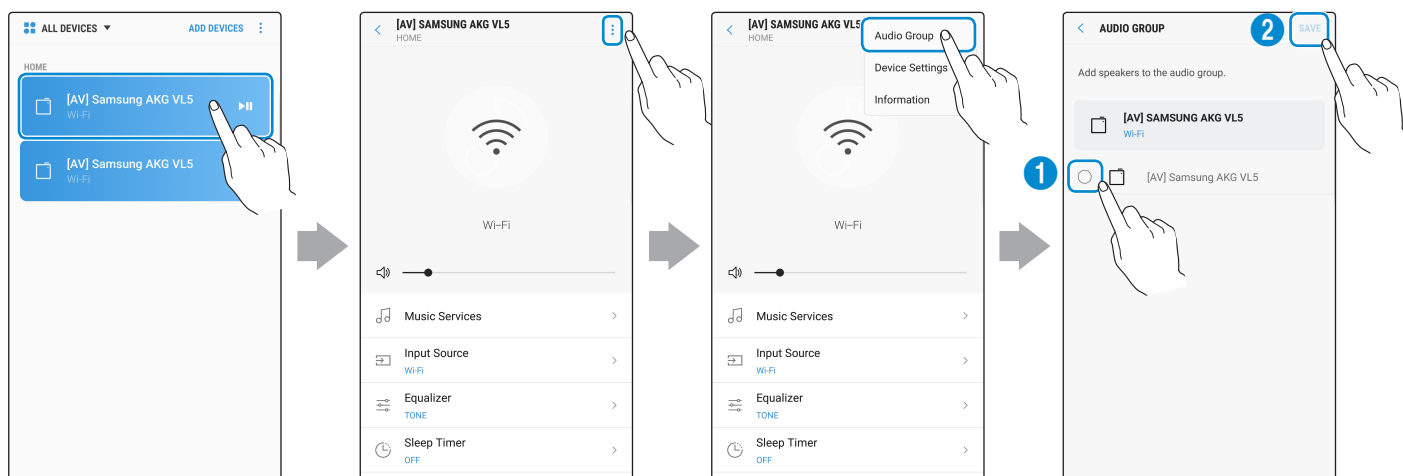 ALL DEVICES
ADD DEVICES
HOME
[AV] Samsung AKG VL5
Wi-Fi
[AV] Samsung AKG VL5
Wi-Fi
[AV] SAMSUNG AKG VL5
HOME
Wi-Fi
Music Services
Input Source
Wi-Fi
Equalizer
TONE
Sleep Timer
OFF
[AV] SAMSUNG AKG VL5
HOME
Audio Group
Device Settings
Information
Wi-Fi
Music Services
Input Source
Wi-Fi
Equalizer
TONE
Sleep Timer
OFF
AUDIO GROUP
2
SAVE
Add speakers to the audio group.
[AV] SAMSUNG AKG VL5
Wi-Fi
1
[AV] Samsung AKG VL5